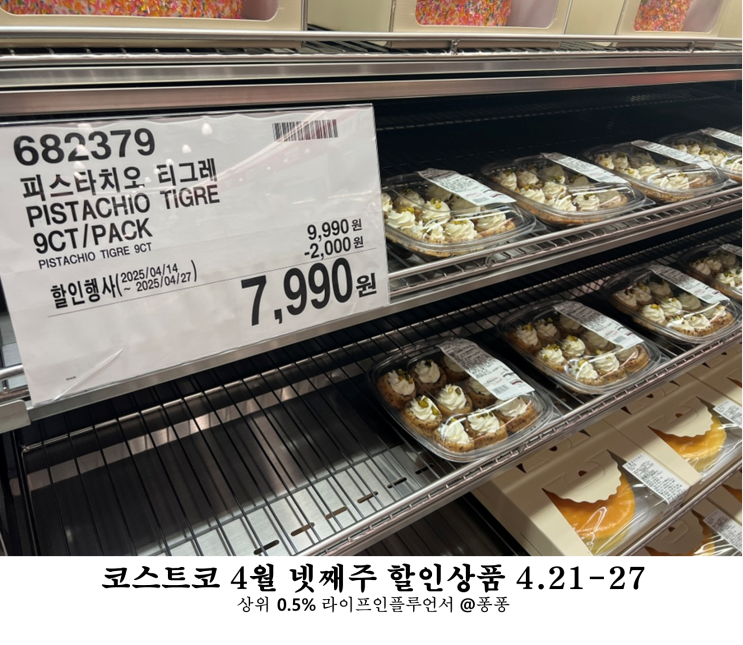 682379
피스타치오 티그레
PISTACHIO TIGRE
9CT/PACK
PISTACHIO TIGRE 9CT
9,990원
-2,000원
할인행사(2025/04/14 ~ 2025/04/27)
7,990원
코스트코 4월 넷째주 할인상품 4.21-27
상위 0.5% 라이프인플루언서 @퐁퐁